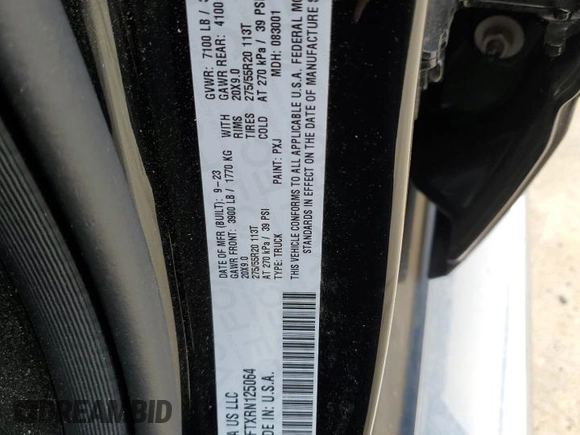 A US LLC
FTXRN125064
DE IN: U.S.A.
DATE OF MFR (BUILT): 9-23
GVWR: 7100 LB /
GAWR FRONT: 3900 LB / 1770 KG WITH
GAWR REAR: 4100
20X9.0 RIMS 20X9.0
275/55R20 113T TIRES 275/55R20 113T
AT 270 kPa / 39 PSI COLD AT 270 kPa / 39 PSI
TYPE: TRUCK PAINT: PXJ MDH: 083001
THIS VEHICLE CONFORMS TO ALL APPLICABLE U.S.A. FEDERAL MO
STANDARDS IN EFFECT ON THE DATE OF MANUFACTURE S
AUTOHELPERBOT.COM